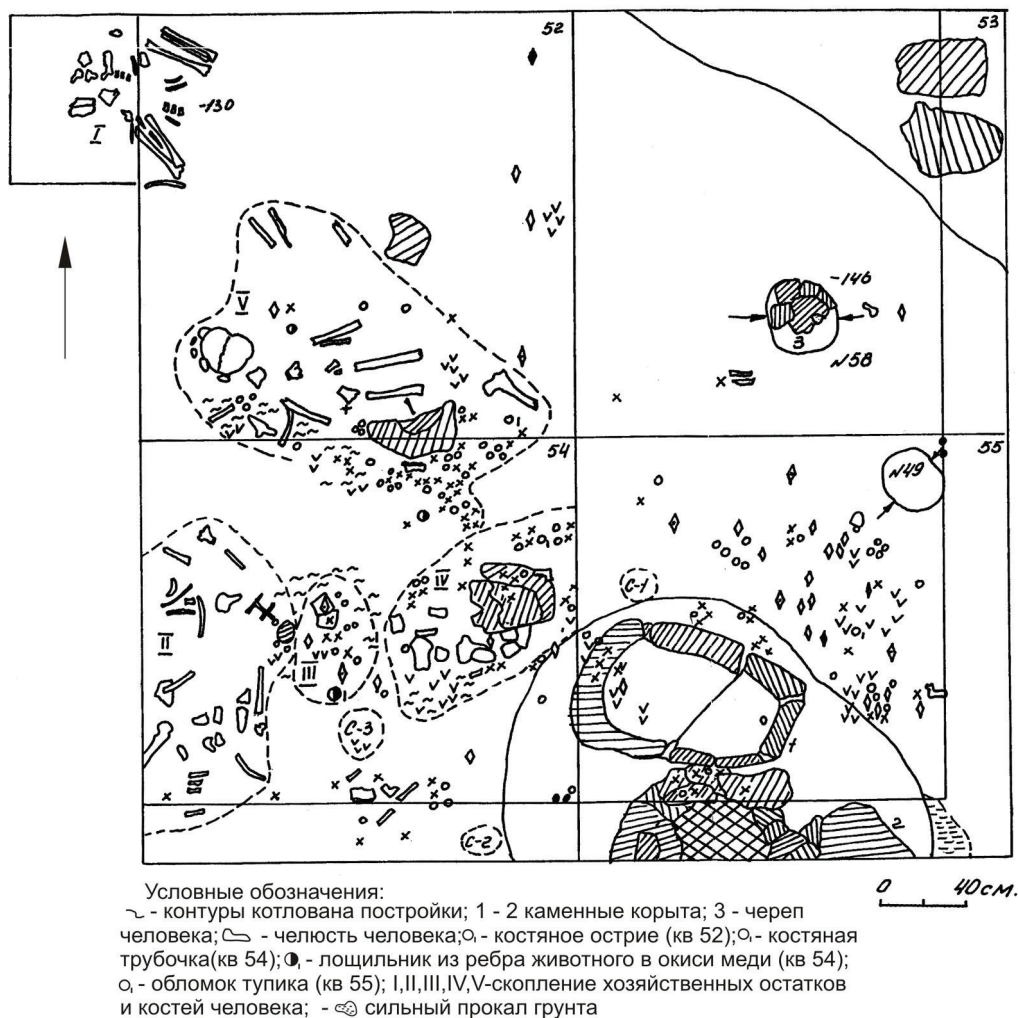 52
53
I
-130
V
-146
3
N58
54
55
N49
IV
C-1
II
III
1
C-3
C-2
2
Условные обозначения:
- контуры котлована постройки; 1 - 2 каменные корыта; 3 - череп
человека; - челюсть человека; - костяное острие (кв 52); - костяная
трубочка(кв 54); - лощильник из ребра животного в окиси меди (кв 54);
- обломок тупика (кв 55); I,II,III,IV,V-скопление хозяйственных остатков
и костей человека; - сильный прокал грунта
0 40см.